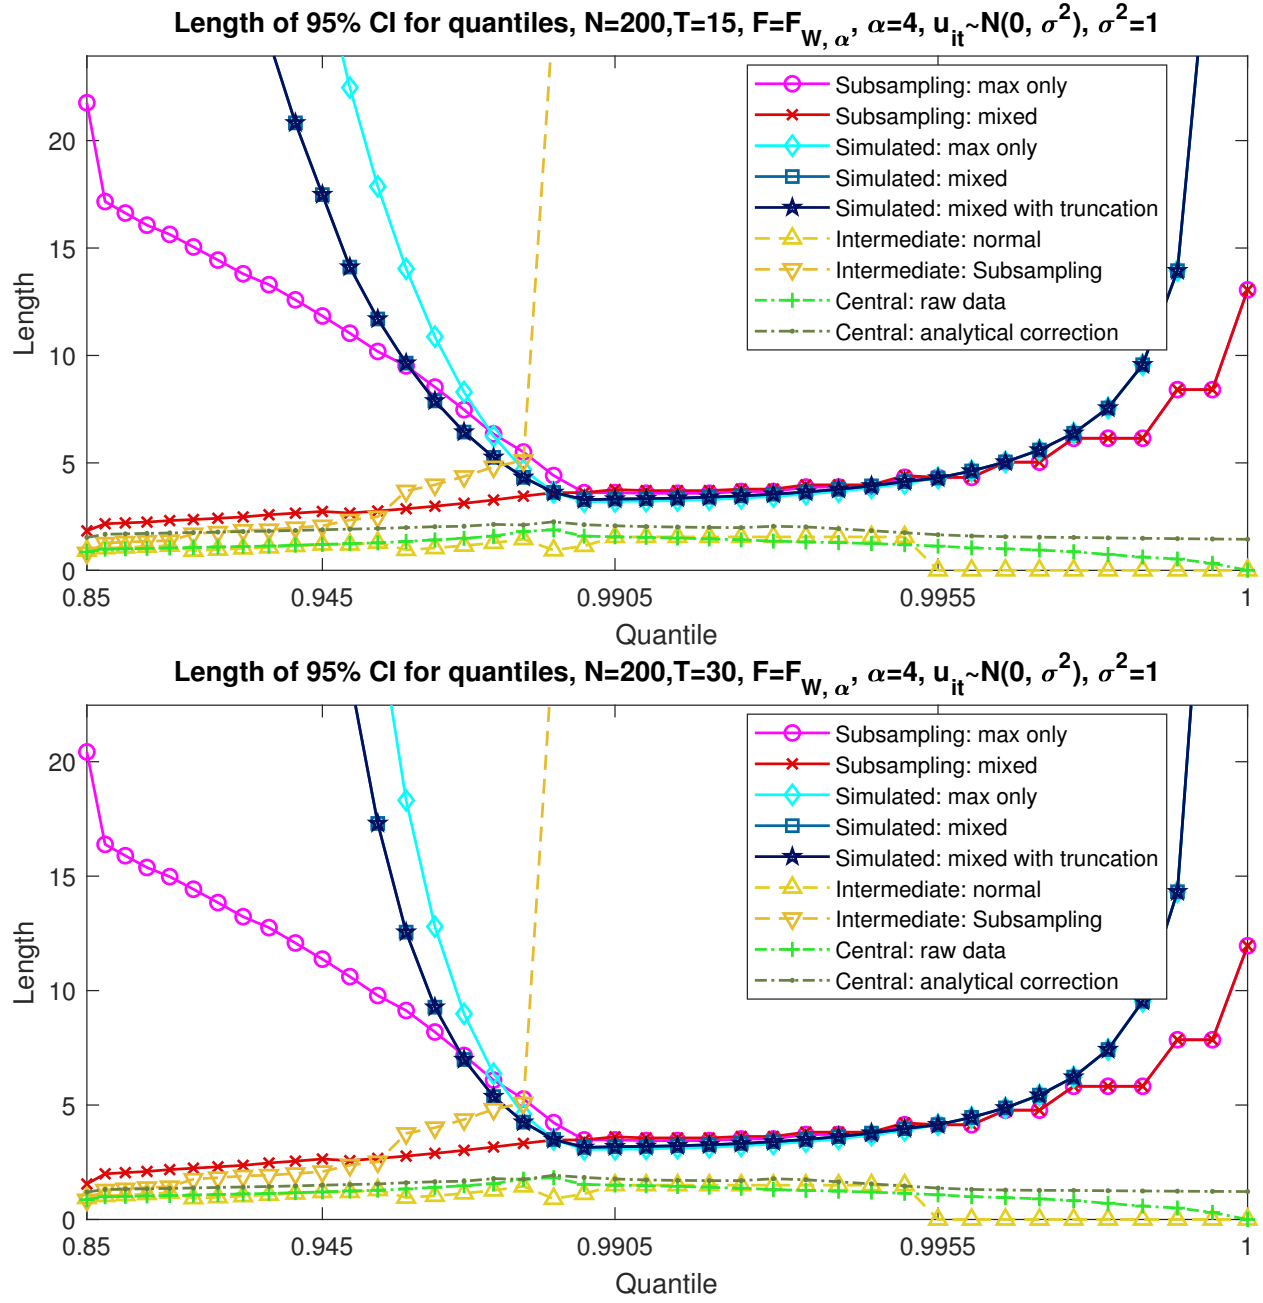 Length of 95% CI for quantiles, N=200,T=15, F=F_{W, α}, α=4, u_{it}~N(0, σ²), σ²=1
Subsampling: max only
Subsampling: mixed
Simulated: max only
Simulated: mixed
Simulated: mixed with truncation
Intermediate: normal
Intermediate: Subsampling
Central: raw data
Central: analytical correction
20
15
10
5
0
Length
0.85 0.945 0.9905 0.9955 1
Quantile
Length of 95% CI for quantiles, N=200,T=30, F=F_{W, α}, α=4, u_{it}~N(0, σ²), σ²=1
Subsampling: max only
Subsampling: mixed
Simulated: max only
Simulated: mixed
Simulated: mixed with truncation
Intermediate: normal
Intermediate: Subsampling
Central: raw data
Central: analytical correction
20
15
10
5
0
Length
0.85 0.945 0.9905 0.9955 1
Quantile